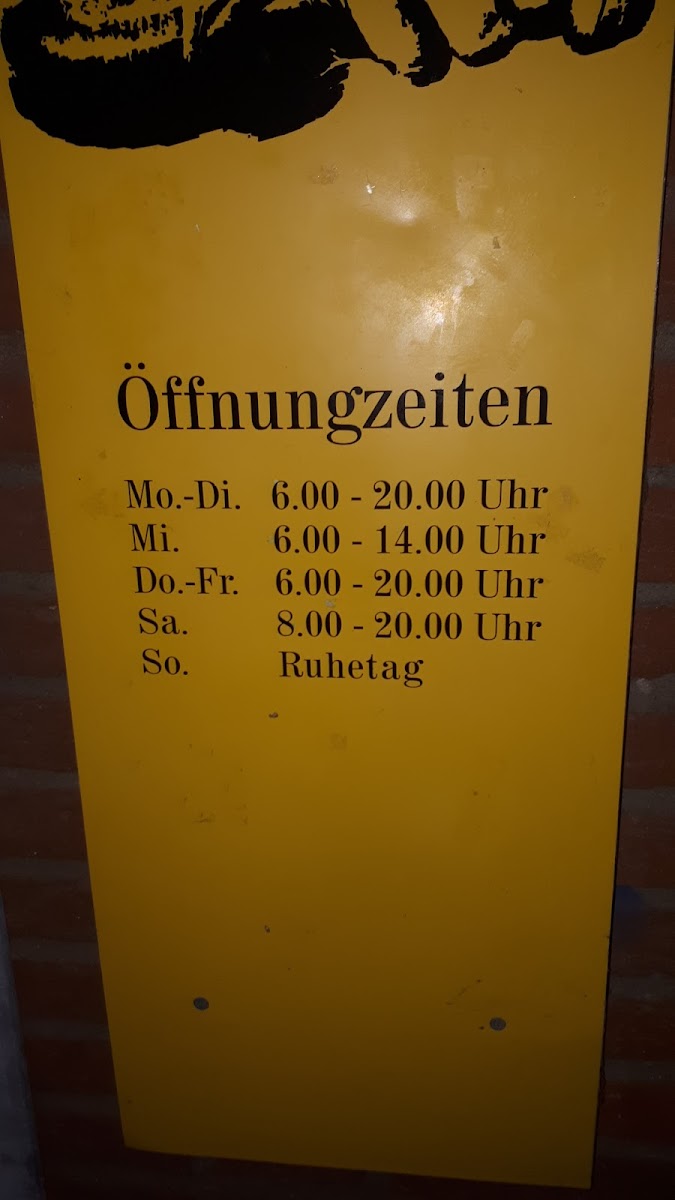 Öffnungzeiten
Mo.-Di. 6.00 - 20.00 Uhr
Mi. 6.00 - 14.00 Uhr
Do.-Fr. 6.00 - 20.00 Uhr
Sa. 8.00 - 20.00 Uhr
So. Ruhetag